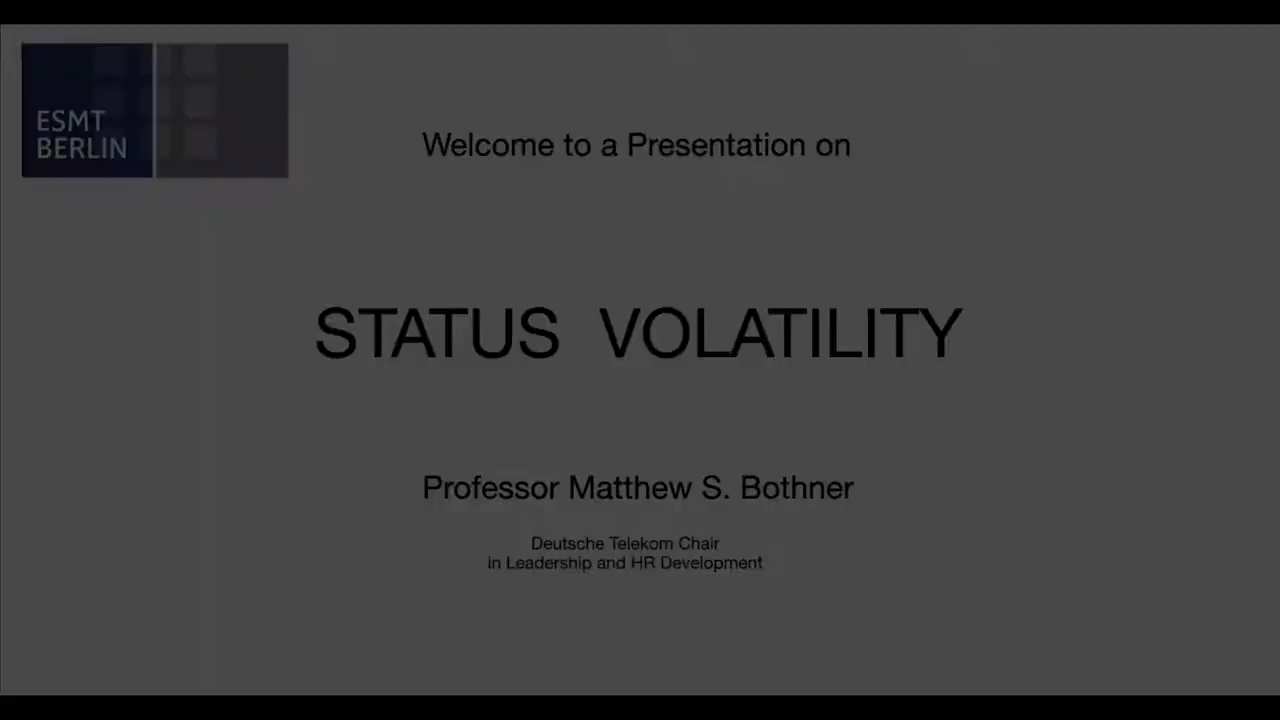 ESMT
BERLIN
Welcome to a Presentation on
STATUS VOLATILITY
Professor Matthew S. Bothner
Deutsche Telekom Chair
in Leadership and HR Development